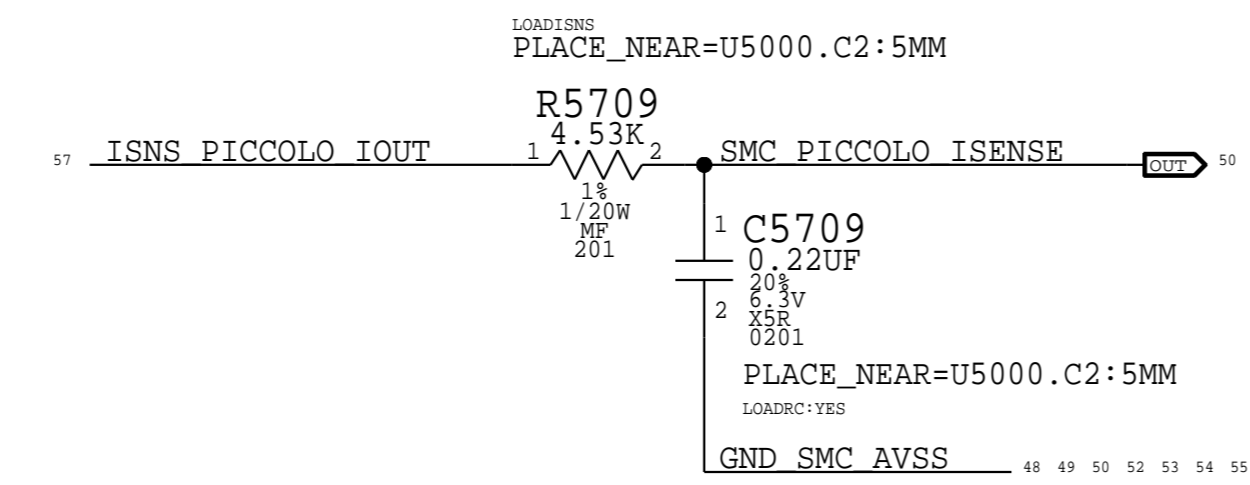 LOADISNS
PLACE_NEAR=U5000.C2:5MM
R5709
4.53K
57 ISNS_PICCOLO_IOUT 1 2 SMC_PICCOLO_ISENSE OUT 50
1%
1/20W
MF
201
1 C5709
0.22UF
20%
6.3V
2 X5R
0201
PLACE_NEAR=U5000.C2:5MM
LOADRC:YES
GND_SMC_AVSS 48 49 50 52 53 54 55